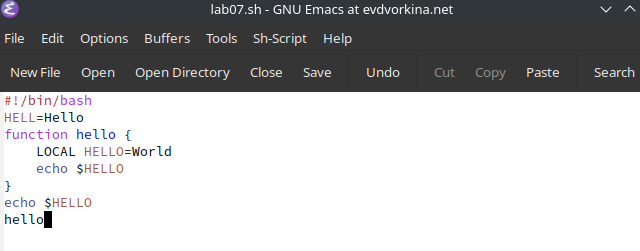 lab07.sh - GNU Emacs at evdvorkina.net
File Edit Options Buffers Tools Sh-Script Help
New File Open Open Directory Close Save Undo Cut Copy Paste Search
#!/bin/bash
HELL=Hello
function hello {
    LOCAL HELLO=World
    echo $HELLO
}
echo $HELLO
hello